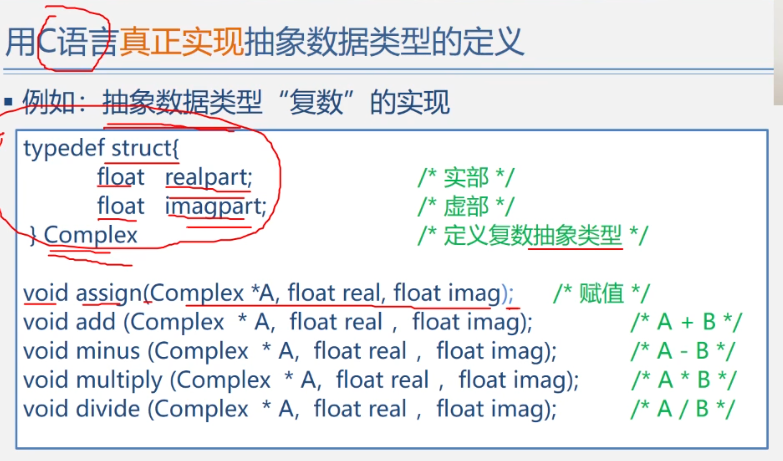 用C语言真正实现抽象数据类型的定义
▪ 例如：抽象数据类型“复数”的实现
typedef struct{
float realpart; /* 实部 */
float imagpart; /* 虚部 */
} Complex /* 定义复数抽象类型 */
void assign(Complex *A, float real, float imag); /* 赋值 */
void add (Complex * A, float real , float imag); /* A + B */
void minus (Complex * A, float real , float imag); /* A - B */
void multiply (Complex * A, float real , float imag); /* A * B */
void divide (Complex * A, float real , float imag); /* A / B */